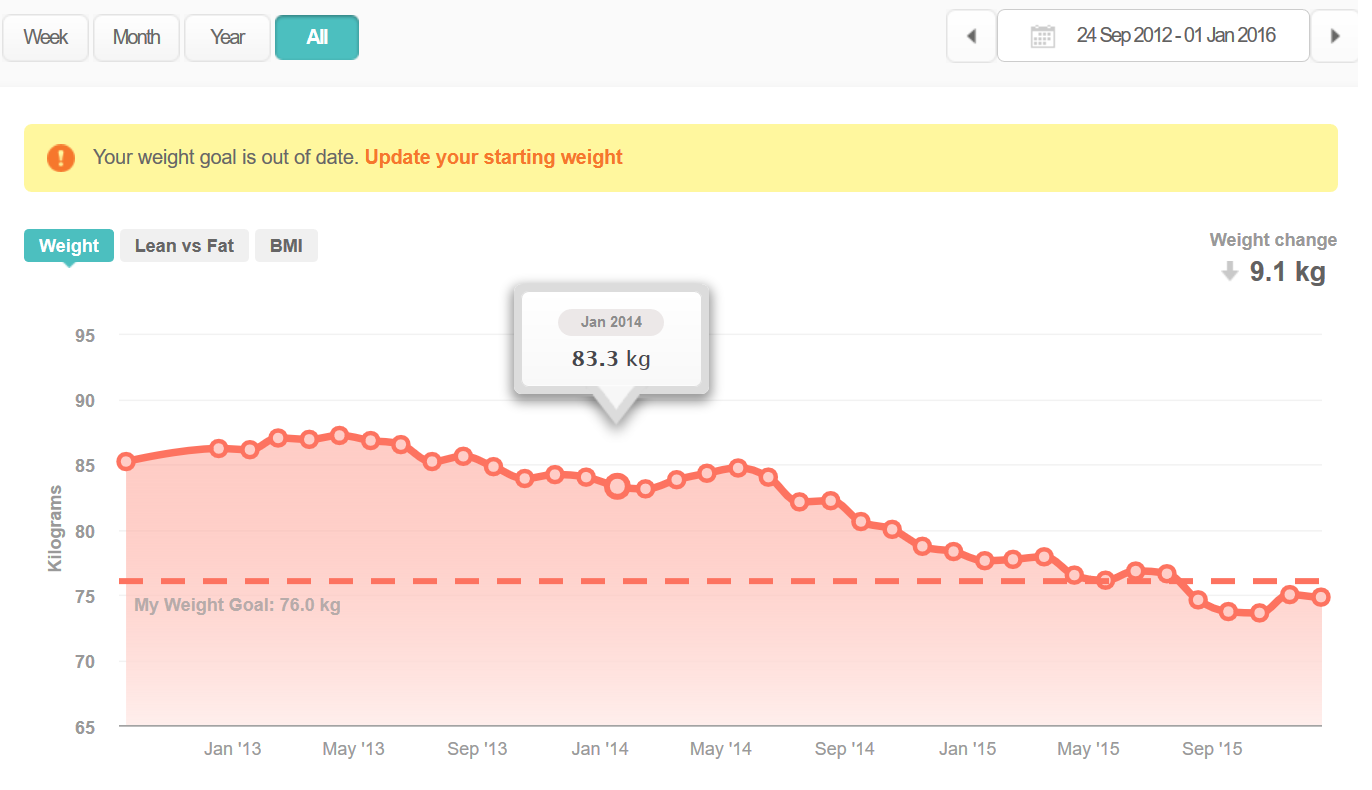 Week Month Year All 24 Sep 2012 - 01 Jan 2016
Your weight goal is out of date. Update your starting weight
Weight Lean vs Fat BMI
Weight change
9.1 kg
Jan 2014
83.3 kg
Kilograms
95
90
85
80
75
70
65
My Weight Goal: 76.0 kg
Jan '13 May '13 Sep '13 Jan '14 May '14 Sep '14 Jan '15 May '15 Sep '15